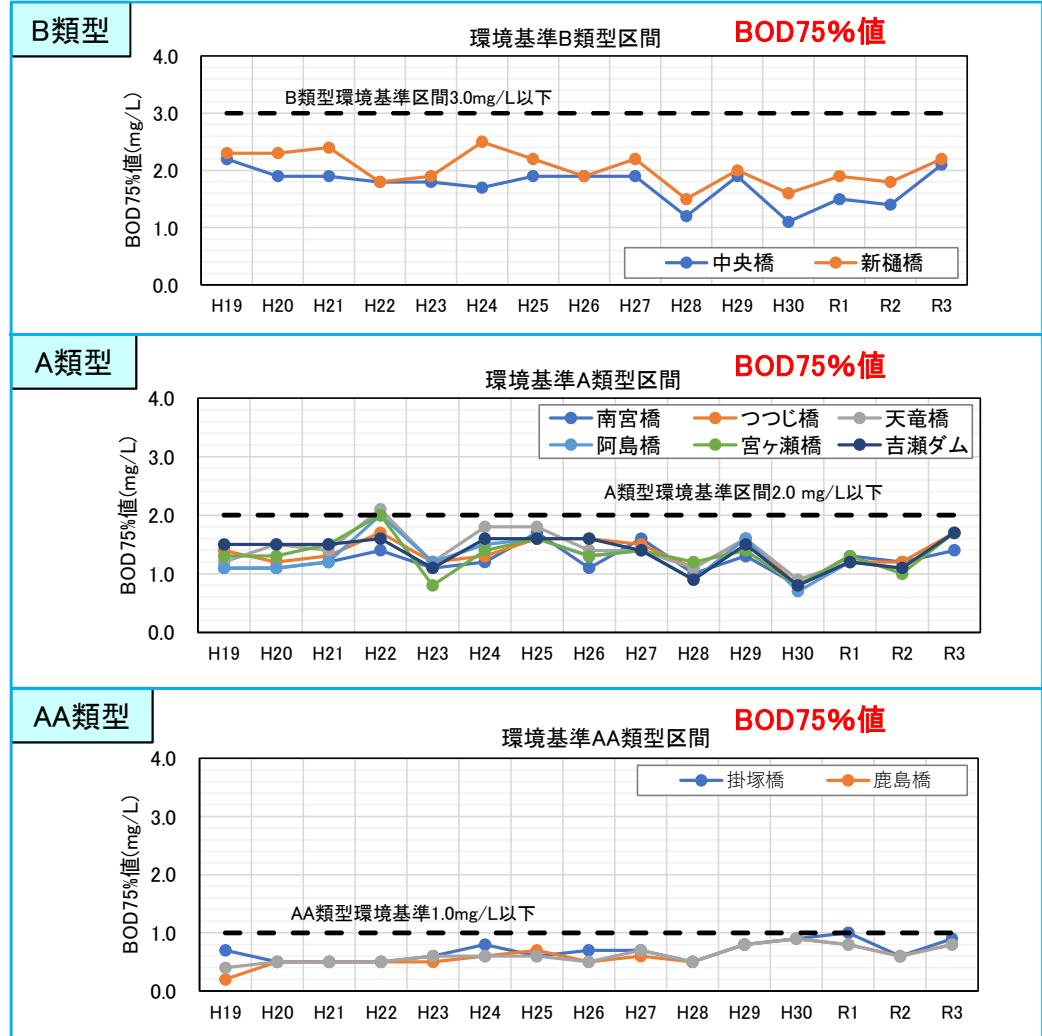 B類型
環境基準B類型区間
BOD75%値
BOD75%値(mg/L)
4.0
3.0
2.0
1.0
0.0
B類型環境基準区間3.0mg/L以下
中央橋 新樋橋
H19 H20 H21 H22 H23 H24 H25 H26 H27 H28 H29 H30 R1 R2 R3
A類型
環境基準A類型区間
BOD75%値
BOD75%値(mg/L)
4.0
3.0
2.0
1.0
0.0
南宮橋 つつじ橋 天竜橋
阿島橋 宮ヶ瀬橋 吉瀬ダム
A類型環境基準区間2.0 mg/L以下
H19 H20 H21 H22 H23 H24 H25 H26 H27 H28 H29 H30 R1 R2 R3
AA類型
環境基準AA類型区間
BOD75%値
BOD75%値(mg/L)
4.0
3.0
2.0
1.0
0.0
掛塚橋 鹿島橋
AA類型環境基準1.0mg/L以下
H19 H20 H21 H22 H23 H24 H25 H26 H27 H28 H29 H30 R1 R2 R3